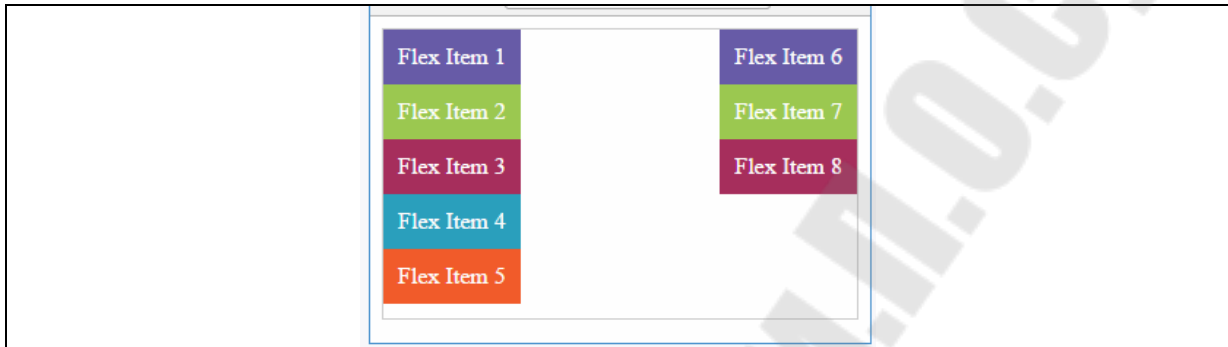 Flex Item 1
Flex Item 2
Flex Item 3
Flex Item 4
Flex Item 5
Flex Item 6
Flex Item 7
Flex Item 8